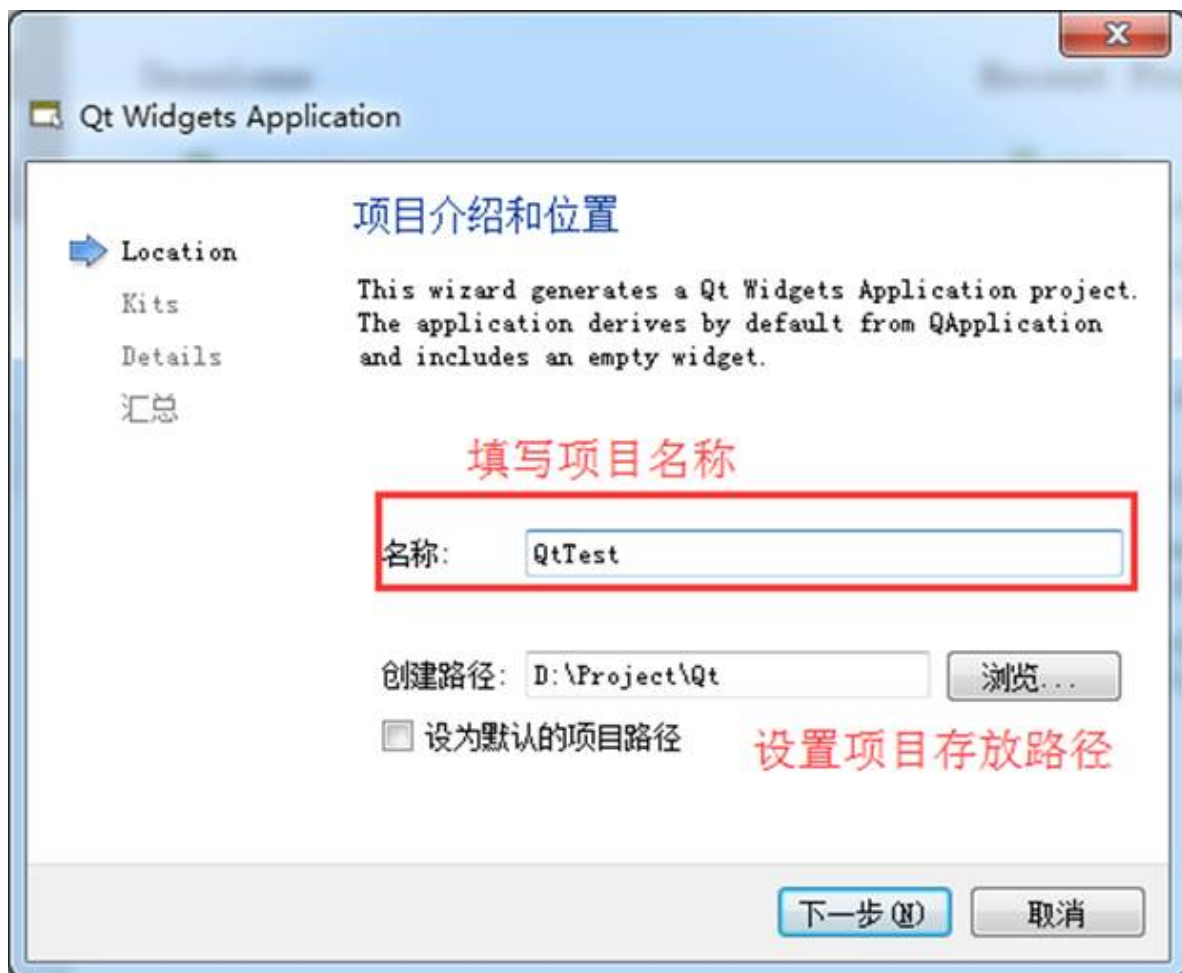 Qt Widgets Application
项目介绍和位置
Location
Kits
Details
汇总
This wizard generates a Qt Widgets Application project.
The application derives by default from QApplication
and includes an empty widget.
填写项目名称
名称: QtTest
创建路径: D:\Project\Qt 浏览...
设为默认的项目路径
设置项目存放路径
下一步(N) 取消